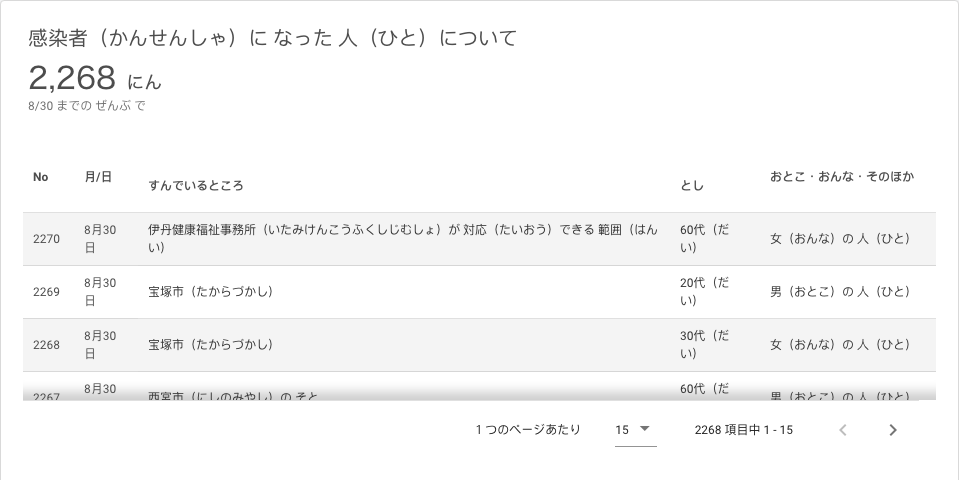 感染者（かんせんしゃ）に なった 人（ひと）について
2,268 にん
8/30 までの ぜんぶ で
No 月/日 すんでいるところ とし おとこ・おんな・そのほか
2270 8月30日 伊丹健康福祉事務所（いたみけんこうふくしじむしょ）が 対応（たいおう）できる 範囲（はんい） 60代（だい） 女（おんな）の 人（ひと）
2269 8月30日 宝塚市（たからづかし） 20代（だい） 男（おとこ）の 人（ひと）
2268 8月30日 宝塚市（たからづかし） 30代（だい） 女（おんな）の 人（ひと）
2267 8月30 西宮市（にしのみやし）の そと 60代（だ 男（おとこ）の 人（ひと）
1 つのページあたり 15 2268 項目中 1 - 15